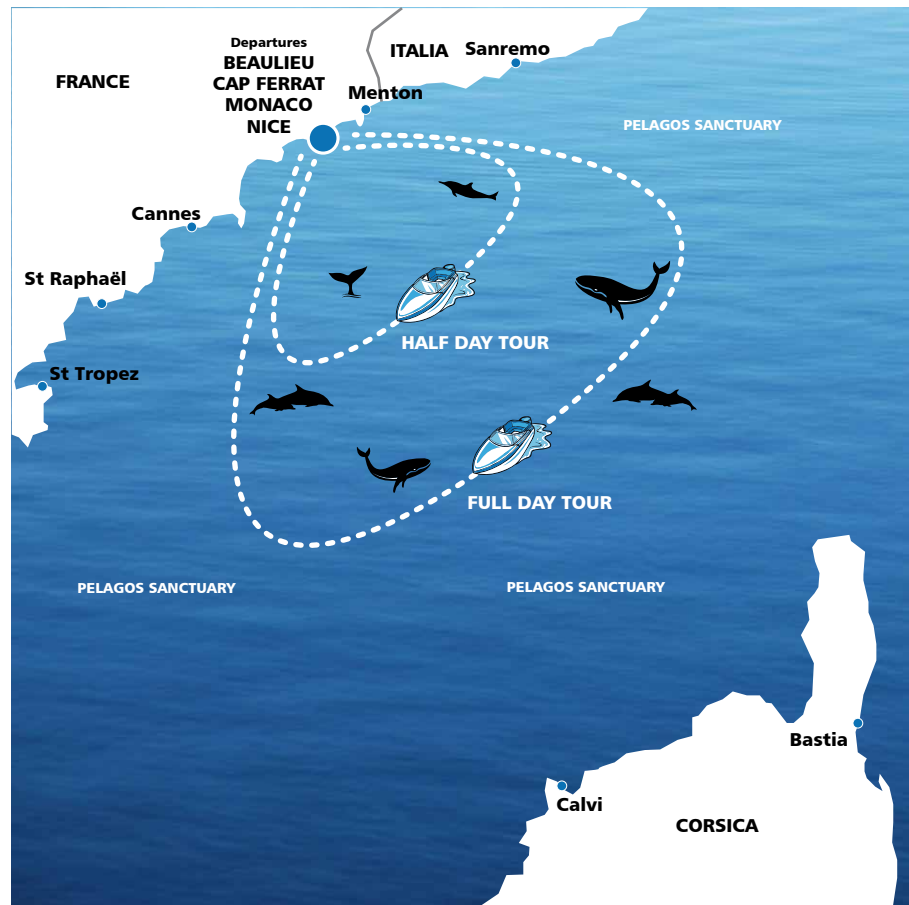 Departures
BEAULIEU
CAP FERRAT
MONACO
NICE
FRANCE
ITALIA
Sanremo
Menton
PELAGOS SANCTUARY
Cannes
St Raphaël
HALF DAY TOUR
St Tropez
FULL DAY TOUR
PELAGOS SANCTUARY
PELAGOS SANCTUARY
Bastia
Calvi
CORSICA